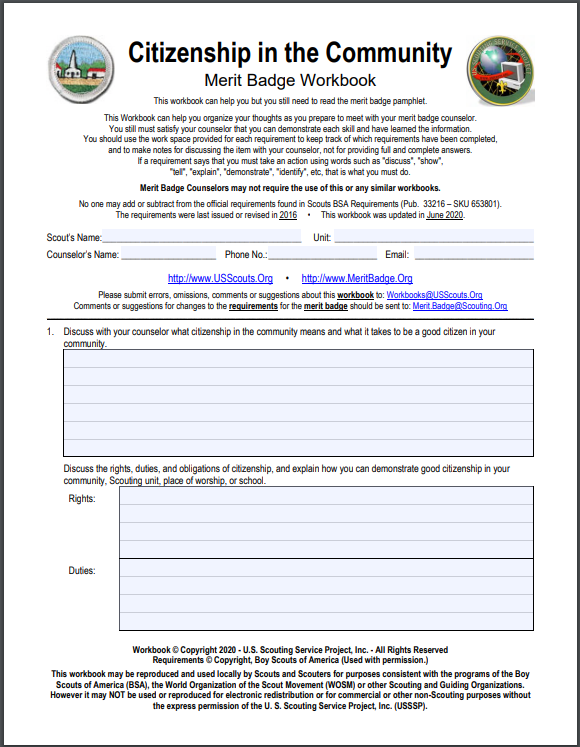 Citizenship in the Community
Merit Badge Workbook
This workbook can help you but you still need to read the merit badge pamphlet.
This Workbook can help you organize your thoughts as you prepare to meet with your merit badge counselor.
You still must satisfy your counselor that you can demonstrate each skill and have learned the information.
You should use the work space provided for each requirement to keep track of which requirements have been completed,
and to make notes for discussing the item with your counselor, not for providing full and complete answers.
If a requirement says that you must take an action using words such as "discuss", "show",
"tell", "explain", "demonstrate", "identify", etc, that is what you must do.
Merit Badge Counselors may not require the use of this or any similar workbooks.
No one may add or subtract from the official requirements found in Scouts BSA Requirements (Pub. 33216 – SKU 653801).
The requirements were last issued or revised in 2016 • This workbook was updated in June 2020.
Scout's Name: Unit:
Counselor's Name: Phone No.: Email:
http://www.USScouts.Org • http://www.MeritBadge.Org
Please submit errors, omissions, comments or suggestions about this workbook to: Workbooks@USScouts.Org
Comments or suggestions for changes to the requirements for the merit badge should be sent to: Merit.Badge@Scouting.Org
1. Discuss with your counselor what citizenship in the community means and what it takes to be a good citizen in your
community.
Discuss the rights, duties, and obligations of citizenship, and explain how you can demonstrate good citizenship in your
community, Scouting unit, place of worship, or school.
Rights:
Duties:
Workbook © Copyright 2020 - U.S. Scouting Service Project, Inc. - All Rights Reserved
Requirements © Copyright, Boy Scouts of America (Used with permission.)
This workbook may be reproduced and used locally by Scouts and Scouters for purposes consistent with the programs of the Boy
Scouts of America (BSA), the World Organization of the Scout Movement (WOSM) or other Scouting and Guiding Organizations.
However it may NOT be used or reproduced for electronic redistribution or for commercial or other non-Scouting purposes without
the express permission of the U. S. Scouting Service Project, Inc. (USSSP).